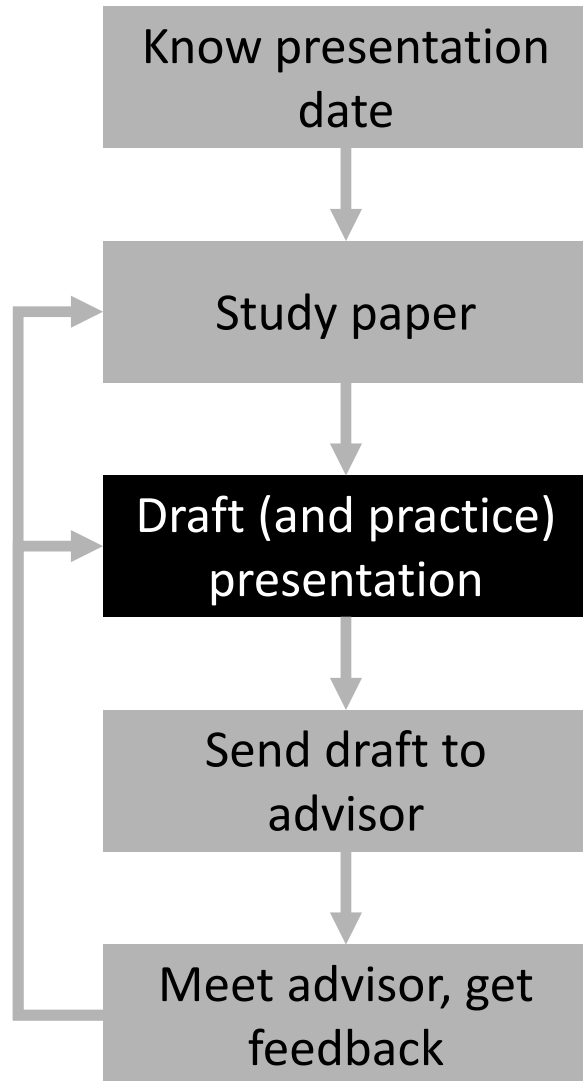 Know presentation
date
Study paper
Draft (and practice)
presentation
Send draft to
advisor
Meet advisor, get
feedback